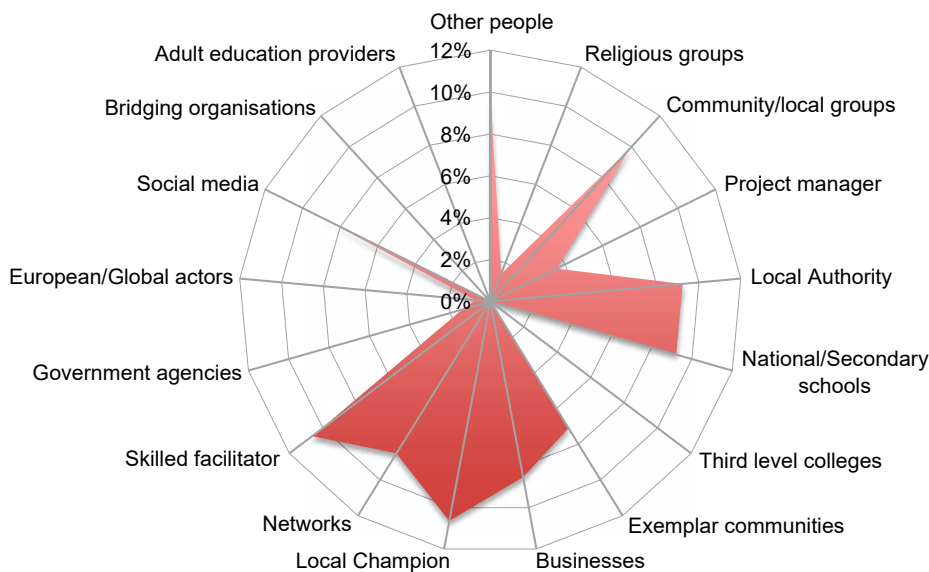 Other people
12%
Adult education providers
Religious groups
10%
Bridging organisations
Community/local groups
8%
Social media
6%
Project manager
4%
2%
European/Global actors
0%
Local Authority
Government agencies
National/Secondary
schools
Skilled facilitator
Third level colleges
Networks
Exemplar communities
Local Champion
Businesses